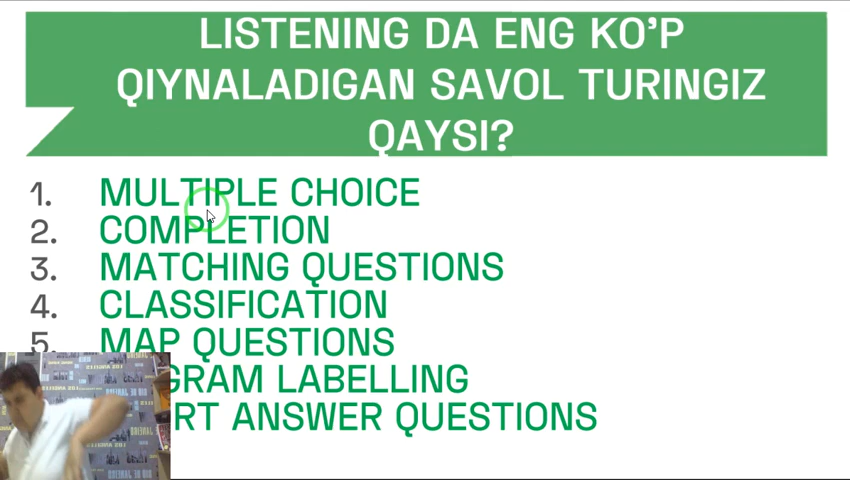 LISTENING DA ENG KO’P
QIYNALADIGAN SAVOL TURINGIZ
QAYSI?
1. MULTIPLE CHOICE
2. COMPLETION
3. MATCHING QUESTIONS
4. CLASSIFICATION
5. MAP QUESTIONS
LABELLING
ANSWER QUESTIONS